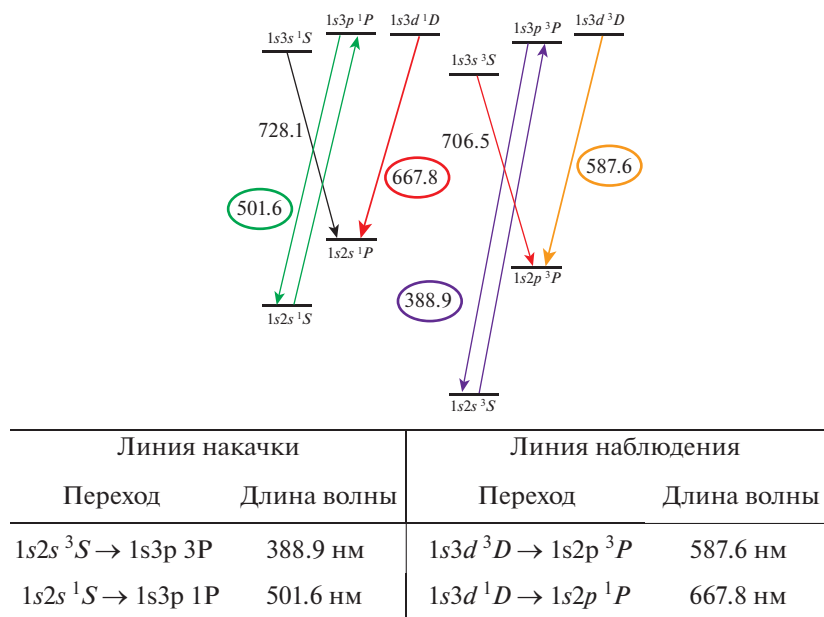 1s3p ¹P
1s3d ¹D
1s3s ¹S
1s3p ³P
1s3d ³D
1s3s ³S
728.1
706.5
667.8
587.6
501.6
1s2s ¹P
1s2p ³P
388.9
1s2s ¹S
1s2s ³S
Линия накачки Линия наблюдения
Переход Длина волны Переход Длина волны
1s2s ³S → 1s3p 3P 388.9 нм 1s3d ³D → 1s2p ³P 587.6 нм
1s2s ¹S → 1s3p 1P 501.6 нм 1s3d ¹D → 1s2p ¹P 667.8 нм